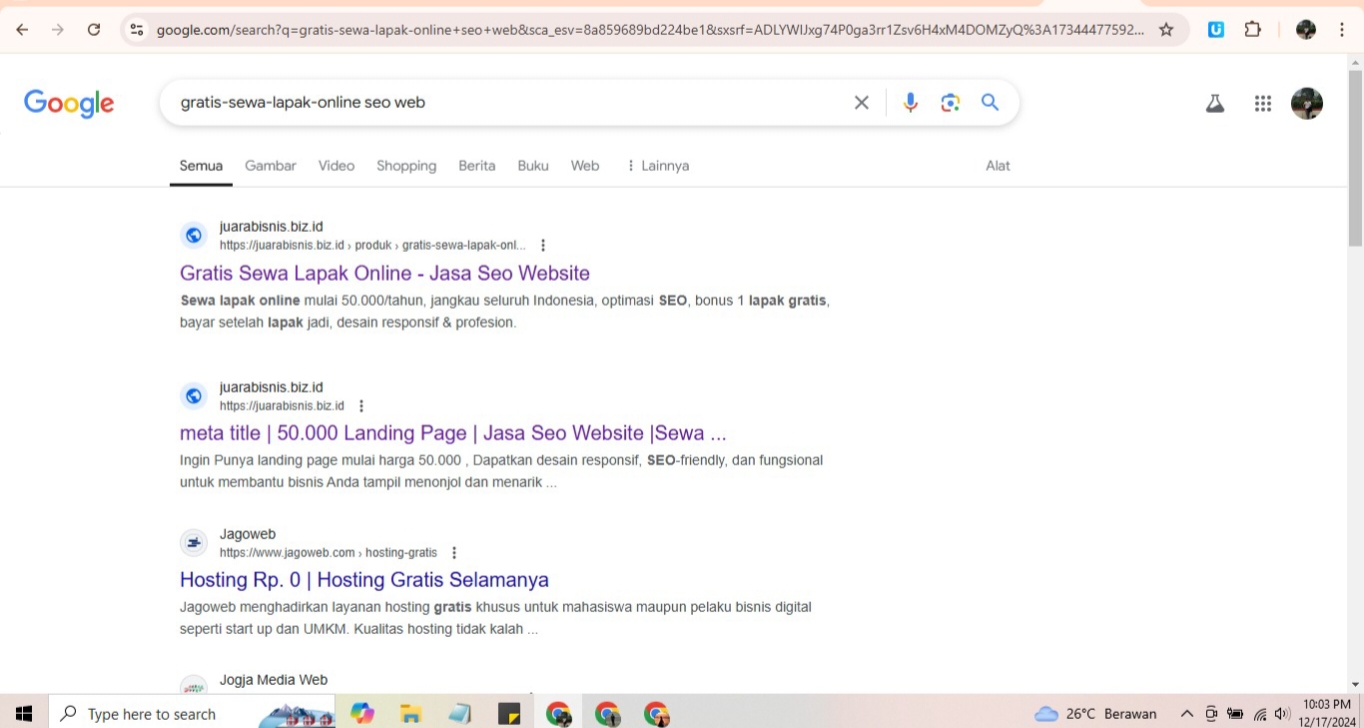 google.com/search?q=gratis-sewa-lapak-online+seo+web&sca_esv=8a859689bd224be1&sxsrf=ADLYWIJxg74P0ga3rr1Zsv6H4xM4DOMZyQ%3A17344477592...
Google
gratis-sewa-lapak-online seo web
Semua Gambar Video Shopping Berita Buku Web Lainnya Alat
juarabisnis.biz.id
https://juarabisnis.biz.id › produk › gratis-sewa-lapak-onl...
Gratis Sewa Lapak Online - Jasa Seo Website
Sewa lapak online mulai 50.000/tahun, jangkau seluruh Indonesia, optimasi SEO, bonus 1 lapak gratis,
bayar setelah lapak jadi, desain responsif & profesion.
juarabisnis.biz.id
https://juarabisnis.biz.id
meta title | 50.000 Landing Page | Jasa Seo Website |Sewa ...
Ingin Punya landing page mulai harga 50.000 , Dapatkan desain responsif, SEO-friendly, dan fungsional
untuk membantu bisnis Anda tampil menonjol dan menarik ...
Jagoweb
https://www.jagoweb.com › hosting-gratis
Hosting Rp. 0 | Hosting Gratis Selamanya
Jagoweb menghadirkan layanan hosting gratis khusus untuk mahasiswa maupun pelaku bisnis digital
seperti start up dan UMKM. Kualitas hosting tidak kalah ...
Jogja Media Web
Type here to search
26°C Berawan
10:03 PM
12/17/2024